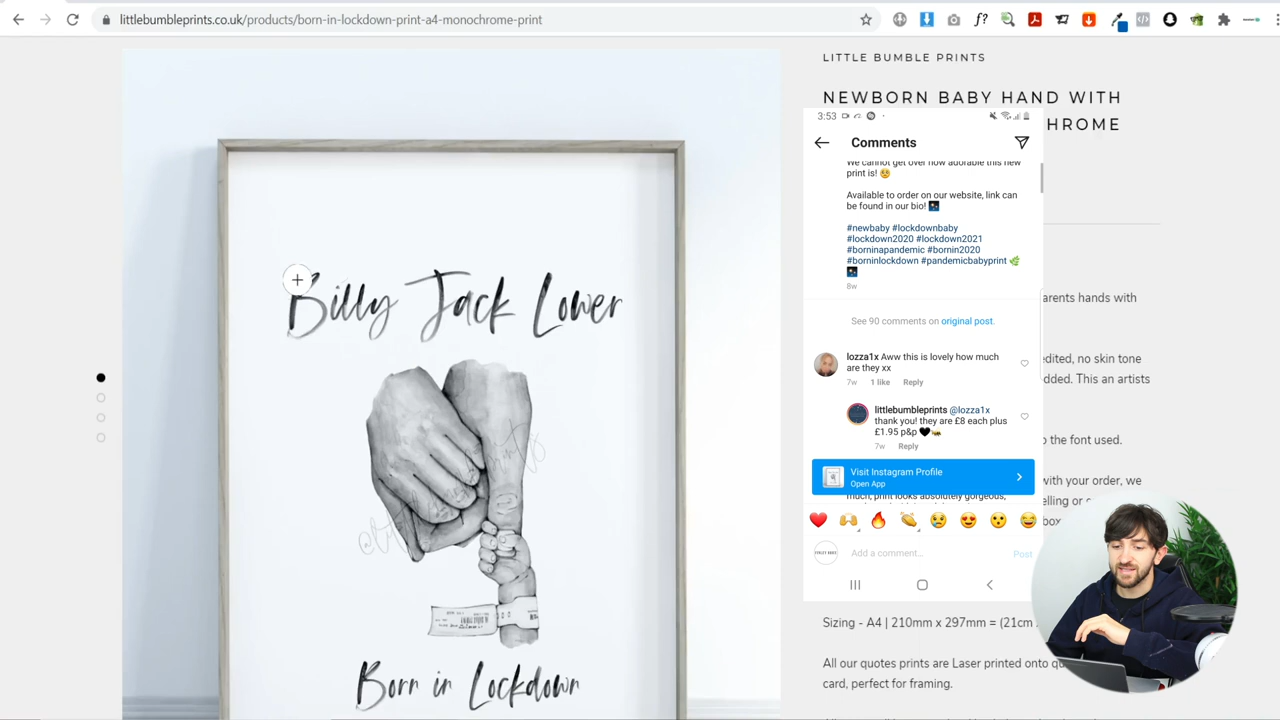 littlebumbleprints.co.uk/products/born-in-lockdown-print-a4-monochrome-print
LITTLE BUMBLE PRINTS
NEWBORN BABY HAND WITH
CHROME
arents hands with
edited, no skin tone
dded. This an artists
o the font used.
with your order, we
elling or
box
Sizing - A4 | 210mm x 297mm = (21cm
All our quotes prints are Laser printed onto
card, perfect for framing.
Billy Jack Lower
Born in Lockdown
3:53
Comments
We cannot get over how adorable this new
print is! 🥺
Available to order on our website, link can
be found in our bio!
#newbaby #lockdownbaby
#lockdown2020 #lockdown2021
#borninapandemic #bornin2020
#borninlockdown #pandemicbabyprint 🌿
8w
See 90 comments on original post.
lozza1x Aww this is lovely how much
are they xx
7w 1 like Reply
littlebumbleprints @lozza1x
thank you! they are £8 each plus
£1.95 p&p 🖤🐝
7w Reply
Visit Instagram Profile
Open App
much, print looks absolutely gorgeous,
❤️ 🙌 🔥 👏 😢 😍 😮 😂
Add a comment... Post